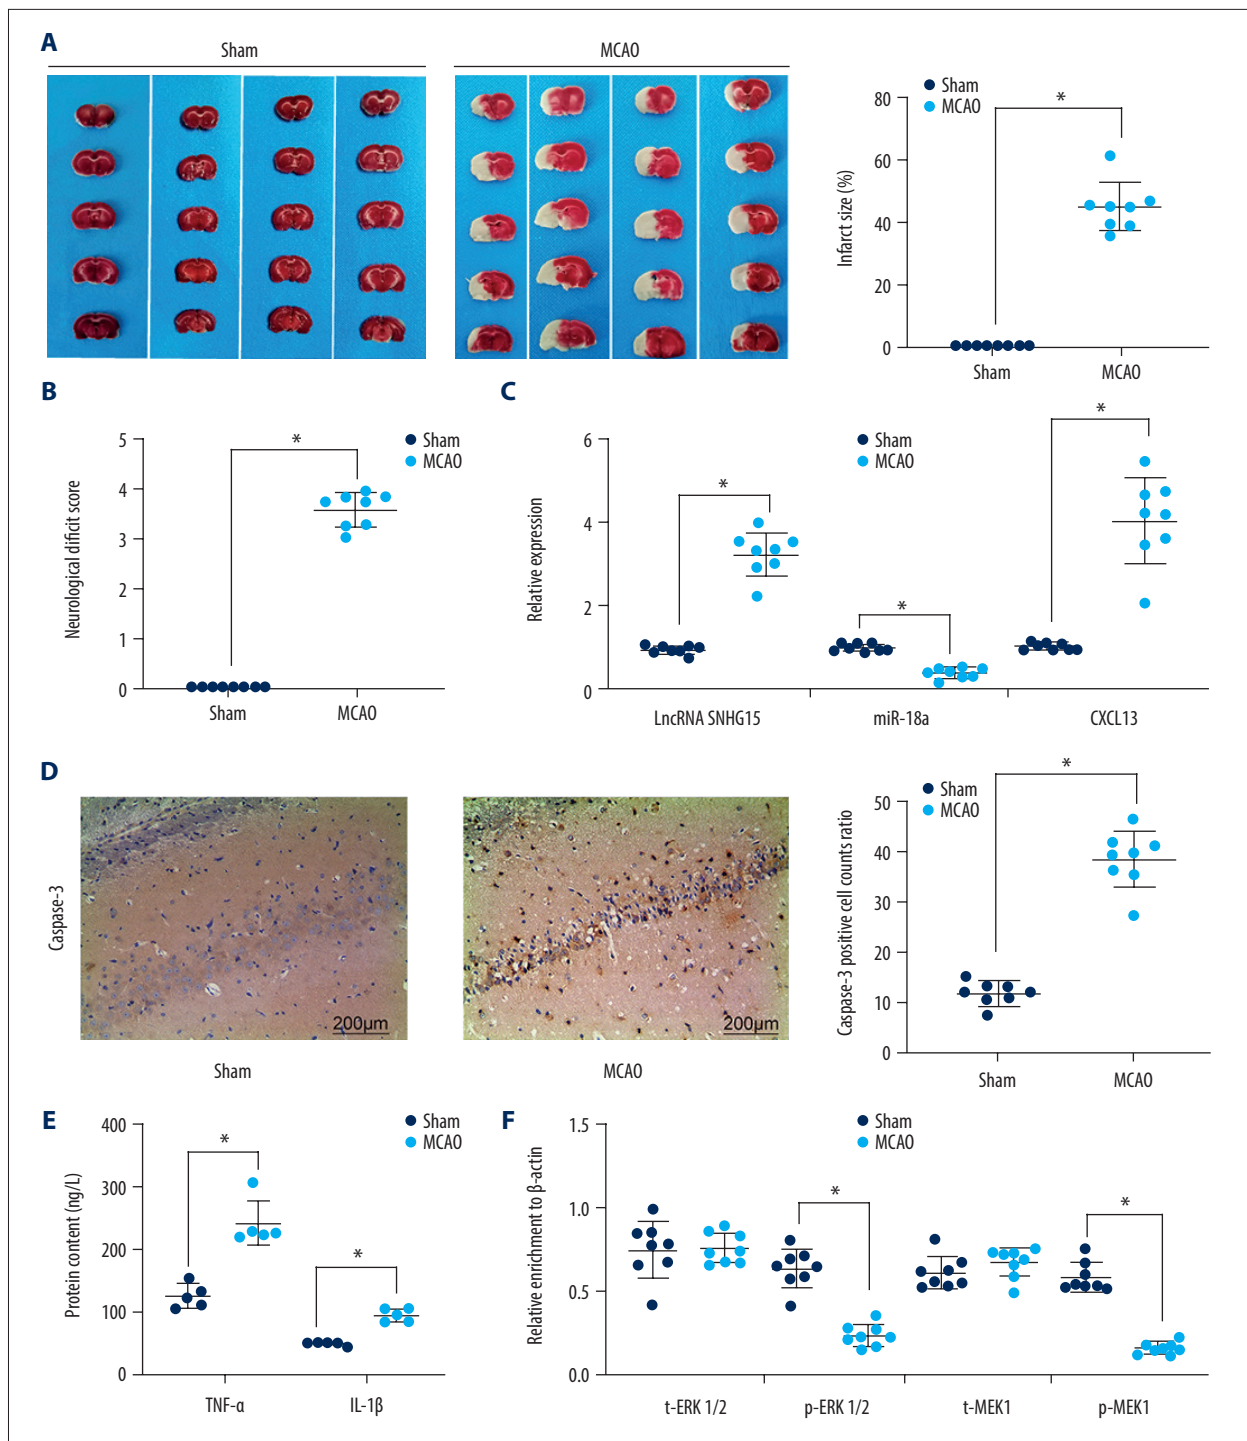 A
Sham
MCAO
Sham
MCAO
*
Infarct size (%)
80
60
40
20
0
Sham
MCAO
B
Sham
MCAO
*
Neurological dificit score
5
4
3
2
1
0
Sham
MCAO
C
Sham
MCAO
*
*
*
Relative expression
6
4
2
0
LncRNA SNHG15
miR-18a
CXCL13
D
Caspase-3
200µm
200µm
Sham
MCAO
Sham
MCAO
*
Caspase-3 positive cell counts ratio
50
40
30
20
10
0
Sham
MCAO
E
Sham
MCAO
*
*
Protein content (ng/L)
400
300
200
100
0
TNF-α
IL-1β
F
Sham
MCAO
*
*
Relative enrichment to β-actin
1.5
1.0
0.5
0.0
t-ERK 1/2
p-ERK 1/2
t-MEK1
p-MEK1